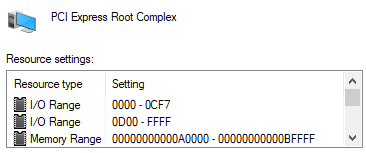 PCI Express Root Complex
Resource settings:
Resource type Setting
I/O Range 0000 - 0CF7
I/O Range 0D00 - FFFF
Memory Range 00000000000A0000 - 00000000000BFFFF